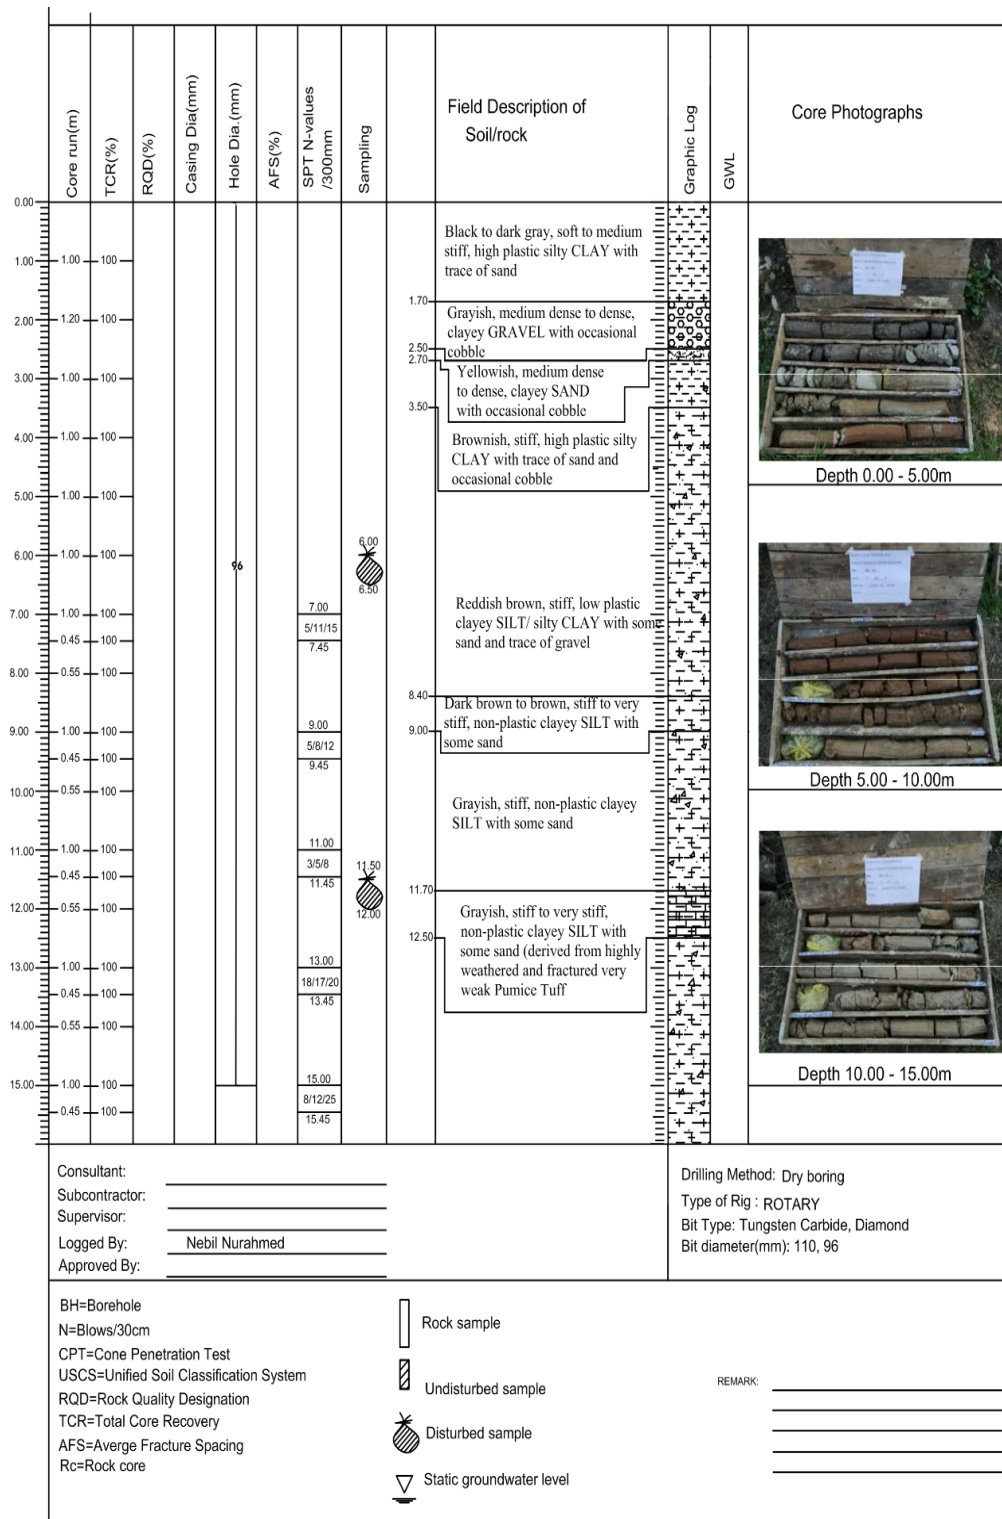 Core run(m)
TCR(%)
RQD(%)
Casing Dia(mm)
Hole Dia.(mm)
AFS(%)
SPT N-values
/300mm
Sampling
Field Description of
Soil/rock
Graphic Log
GWL
Core Photographs
0.00
1.00
2.00
3.00
4.00
5.00
6.00
7.00
8.00
9.00
10.00
11.00
12.00
13.00
14.00
15.00
1.00 100
1.20 100
1.00 100
1.00 100
1.00 100
1.00 100
1.00 100
0.45 100
0.55 100
1.00 100
0.45 100
0.55 100
1.00 100
0.45 100
0.55 100
1.00 100
0.45 100
0.55 100
1.00 100
0.45 100
96
7.00
5/11/15
7.45
9.00
5/8/12
9.45
11.00
3/5/8
11.45
13.00
18/17/20
13.45
15.00
8/12/25
15.45
6.00
6.50
11.50
12.00
Black to dark gray, soft to medium
stiff, high plastic silty CLAY with
trace of sand
1.70
Grayish, medium dense to dense,
clayey GRAVEL with occasional
cobble
2.50
2.70
Yellowish, medium dense
to dense, clayey SAND
with occasional cobble
3.50
Brownish, stiff, high plastic silty
CLAY with trace of sand and
occasional cobble
Reddish brown, stiff, low plastic
clayey SILT/ silty CLAY with some
sand and trace of gravel
8.40
Dark brown to brown, stiff to very
stiff, non-plastic clayey SILT with
some sand
9.00
Grayish, stiff, non-plastic clayey
SILT with some sand
11.70
Grayish, stiff to very stiff,
non-plastic clayey SILT with
some sand (derived from highly
weathered and fractured very
weak Pumice Tuff
12.50
Depth 0.00 - 5.00m
Depth 5.00 - 10.00m
Depth 10.00 - 15.00m
Consultant:
Subcontractor:
Supervisor:
Logged By: Nebil Nurahmed
Approved By:
Drilling Method: Dry boring
Type of Rig : ROTARY
Bit Type: Tungsten Carbide, Diamond
Bit diameter(mm): 110, 96
BH=Borehole
N=Blows/30cm
CPT=Cone Penetration Test
USCS=Unified Soil Classification System
RQD=Rock Quality Designation
TCR=Total Core Recovery
AFS=Averge Fracture Spacing
Rc=Rock core
Rock sample
Undisturbed sample
Disturbed sample
Static groundwater level
REMARK: